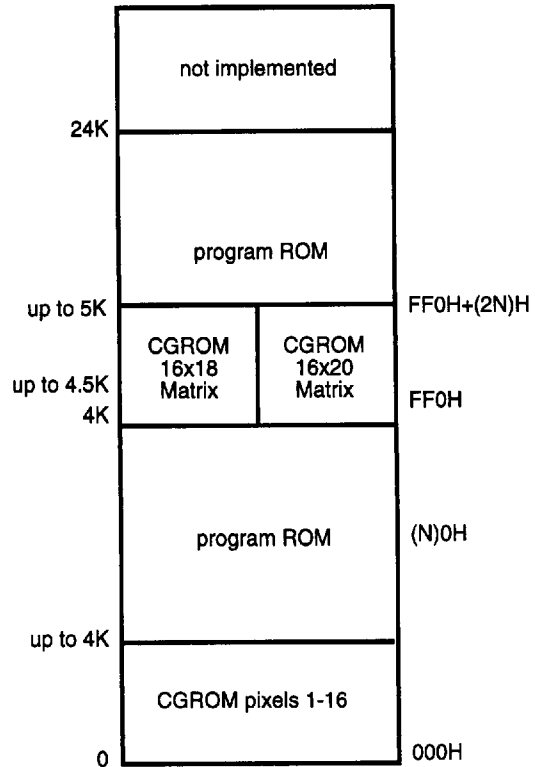 not implemented
24K
program ROM
up to 5K
FF0H+(2N)H
CGROM
16x18
Matrix
CGROM
16x20
Matrix
up to 4.5K
4K
FF0H
program ROM
(N)0H
up to 4K
CGROM pixels 1-16
0
000H